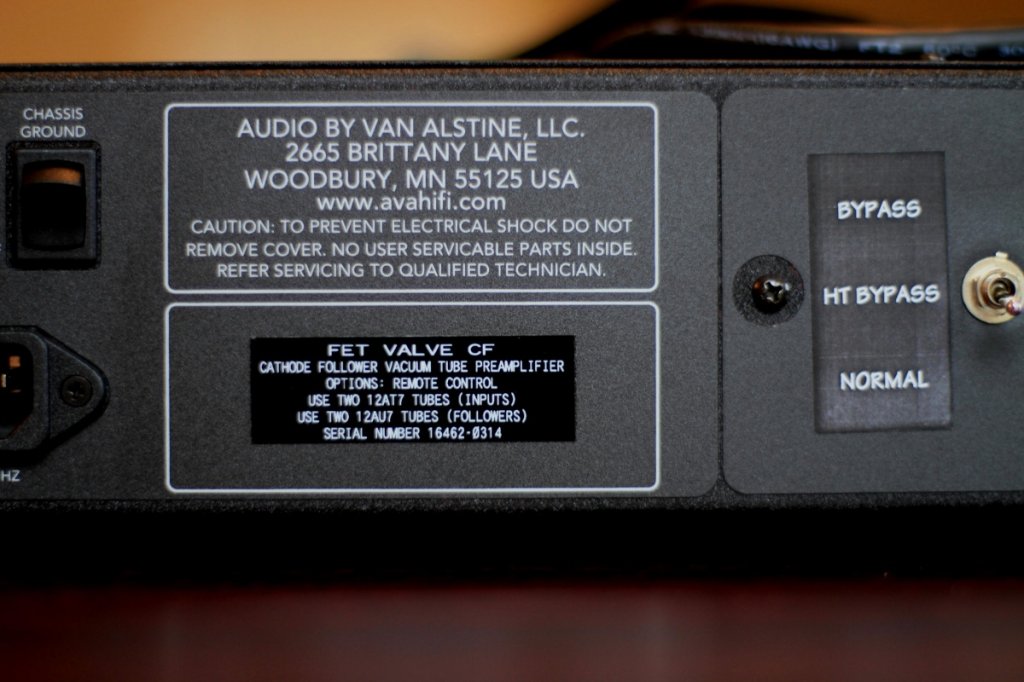 CHASSIS
GROUND
AUDIO BY VAN ALSTINE, LLC.
2665 BRITTANY LANE
WOODBURY, MN 55125 USA
www.avahifi.com
CAUTION: TO PREVENT ELECTRICAL SHOCK DO NOT
REMOVE COVER. NO USER SERVICABLE PARTS INSIDE.
REFER SERVICING TO QUALIFIED TECHNICIAN.
FET VALVE CF
CATHODE FOLLOWER VACUUM TUBE PREAMPLIFIER
OPTIONS: REMOTE CONTROL
USE TWO 12AT7 TUBES (INPUTS)
USE TWO 12AU7 TUBES (FOLLOWERS)
SERIAL NUMBER 16462-0314
HZ
BYPASS
HT BYPASS
NORMAL